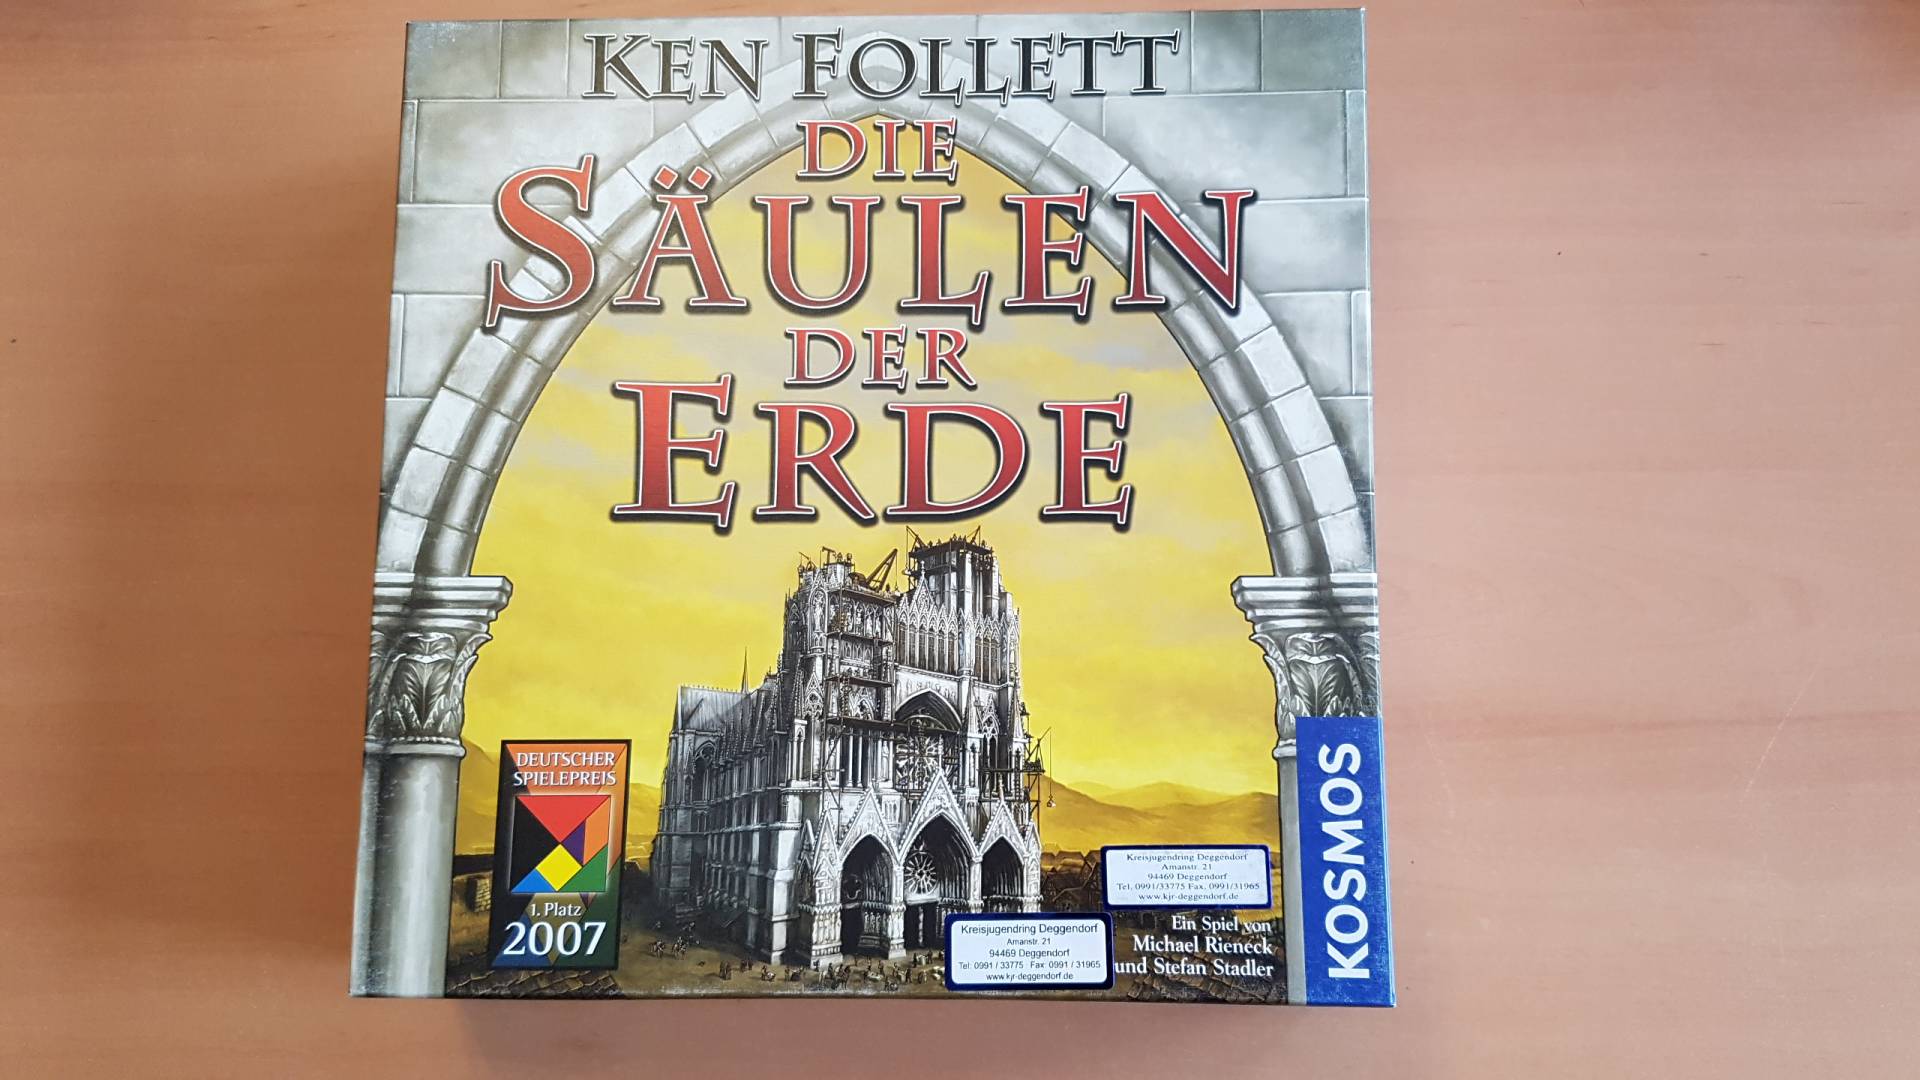 KEN FOLLETT
DIE
SÄULEN
DER
ERDE
DEUTSCHER
SPIELEPREIS
1. Platz
2007
Kreisjugendring Deggendorf
Amanstr. 21
94469 Deggendorf
Tel. 0991/33775 Fax. 0991/31965
www.kjr-deggendorf.de
Kreisjugendring Deggendorf
Amanstr. 21
94469 Deggendorf
Tel: 0991 / 33775 Fax: 0991 / 31965
www.kjr-deggendorf.de
Ein Spiel von
Michael Rieneck
und Stefan Stadler
KOSMOS